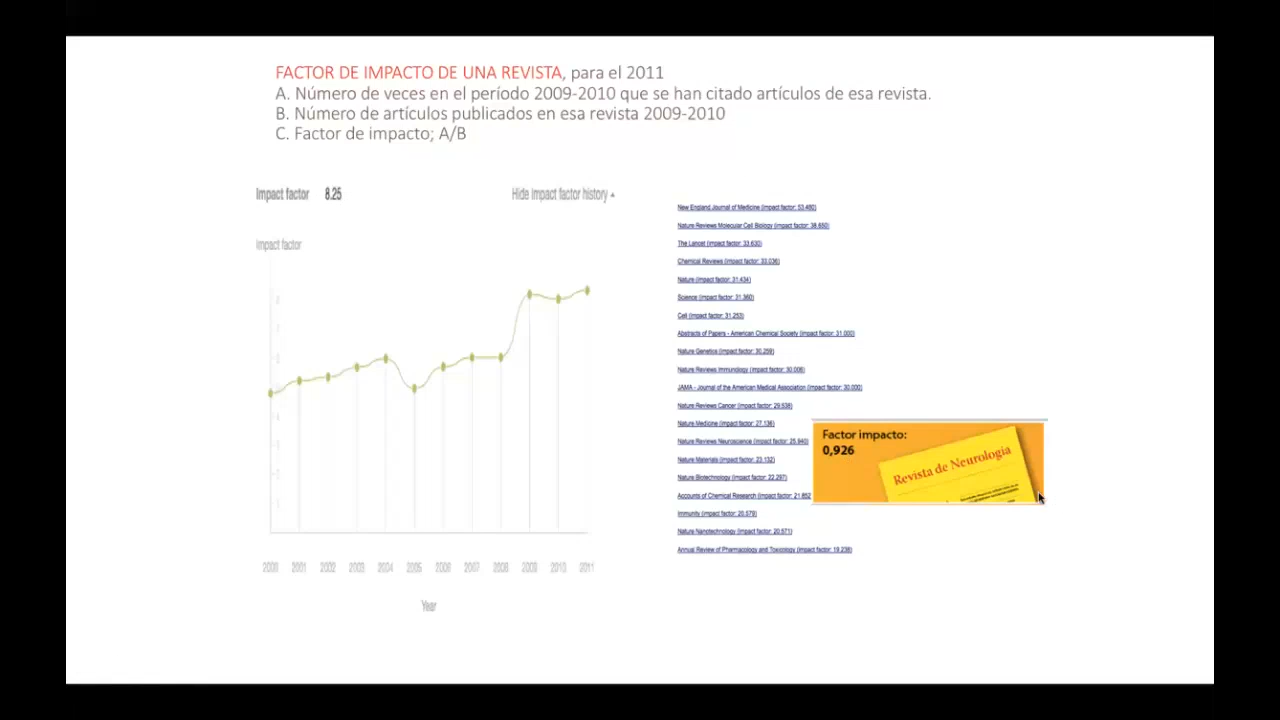 FACTOR DE IMPACTO DE UNA REVISTA, para el 2011
A. Número de veces en el período 2009-2010 que se han citado artículos de esa revista.
B. Número de artículos publicados en esa revista 2009-2010
C. Factor de impacto; A/B
Impact factor 8.25
Hide impact factor history
Impact factor
8
7
6
4
2
1
2000 2001 2002 2003 2004 2005 2006 2007 2008 2009 2010 2011
Year
New England Journal of Medicine (impact factor: 53.480)
Nature Reviews Molecular Cell Biology (impact factor: 38.650)
The Lancet (impact factor: 33.630)
Chemical Reviews (impact factor: 33.036)
Nature (impact factor: 31.434)
Science (impact factor: 31.360)
Cell (impact factor: 31.253)
Abstracts of Papers - American Chemical Society (impact factor: 31.000)
Nature Genetics (impact factor: 30.259)
Nature Reviews Immunology (impact factor: 30.006)
JAMA - Journal of the American Medical Association (impact factor: 30.000)
Nature Reviews Cancer (impact factor: 29.538)
Nature Medicine (impact factor: 27.136)
Nature Reviews Neuroscience (impact factor: 25.940)
Nature Materials (impact factor: 23.132)
Nature Biotechnology (impact factor: 22.297)
Accounts of Chemical Research (impact factor: 21.852
Immunity (impact factor: 20.579)
Nature Nanotechnology (impact factor: 20.571)
Annual Review of Pharmacology and Toxicology (impact factor: 19.238)
Factor impacto:
0,926
Revista de Neurología